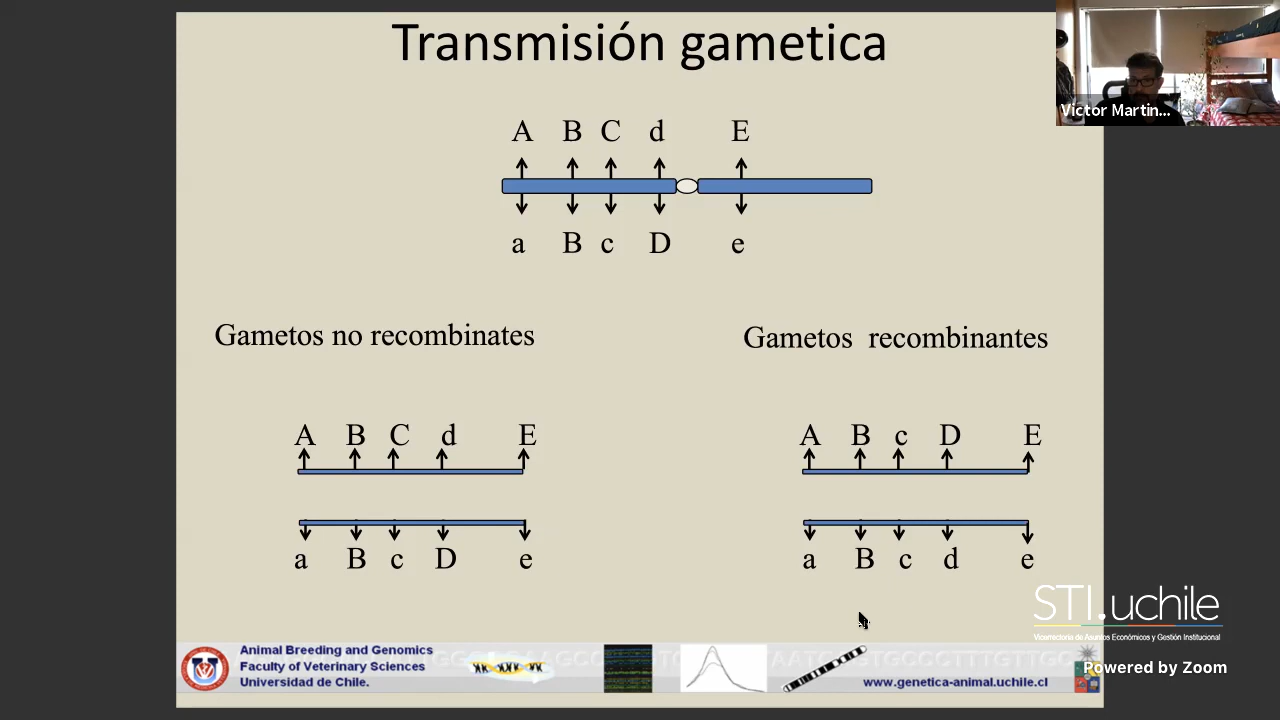 Transmisión gametica
Victor Martin...
A B C d E
a B c D e
Gametos no recombinates
Gametos recombinantes
A B C d E
A B c D E
a B c D e
a B c d e
STI.uchile
Vicerrectoría de Asuntos Económicos y Gestión Institucional
Animal Breeding and Genomics
Faculty of Veterinary Sciences
Universidad de Chile.
www.genetica-animal.uchile.cl
Powered by Zoom